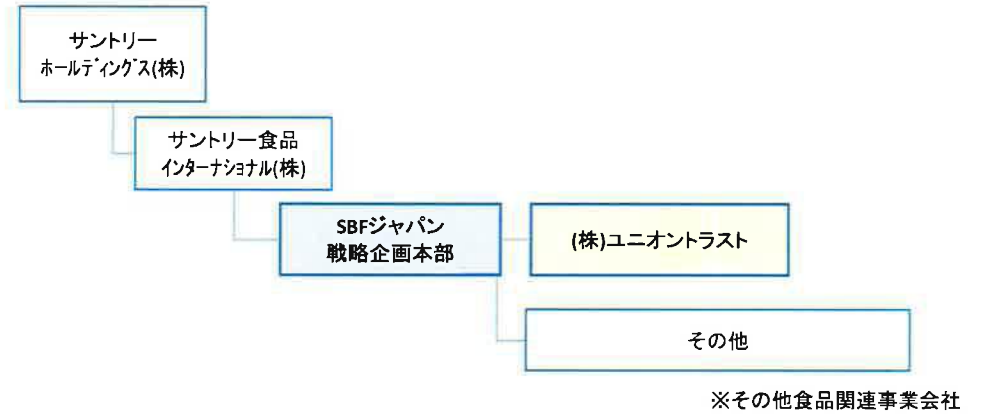 サントリー
ﾎｰﾙﾃﾞｨﾝｸﾞｽ(株)
サントリー食品
ｲﾝﾀｰﾅｼｮﾅﾙ(株)
SBFジャパン
戦略企画本部
(株)ユニオントラスト
その他
※その他食品関連事業会社